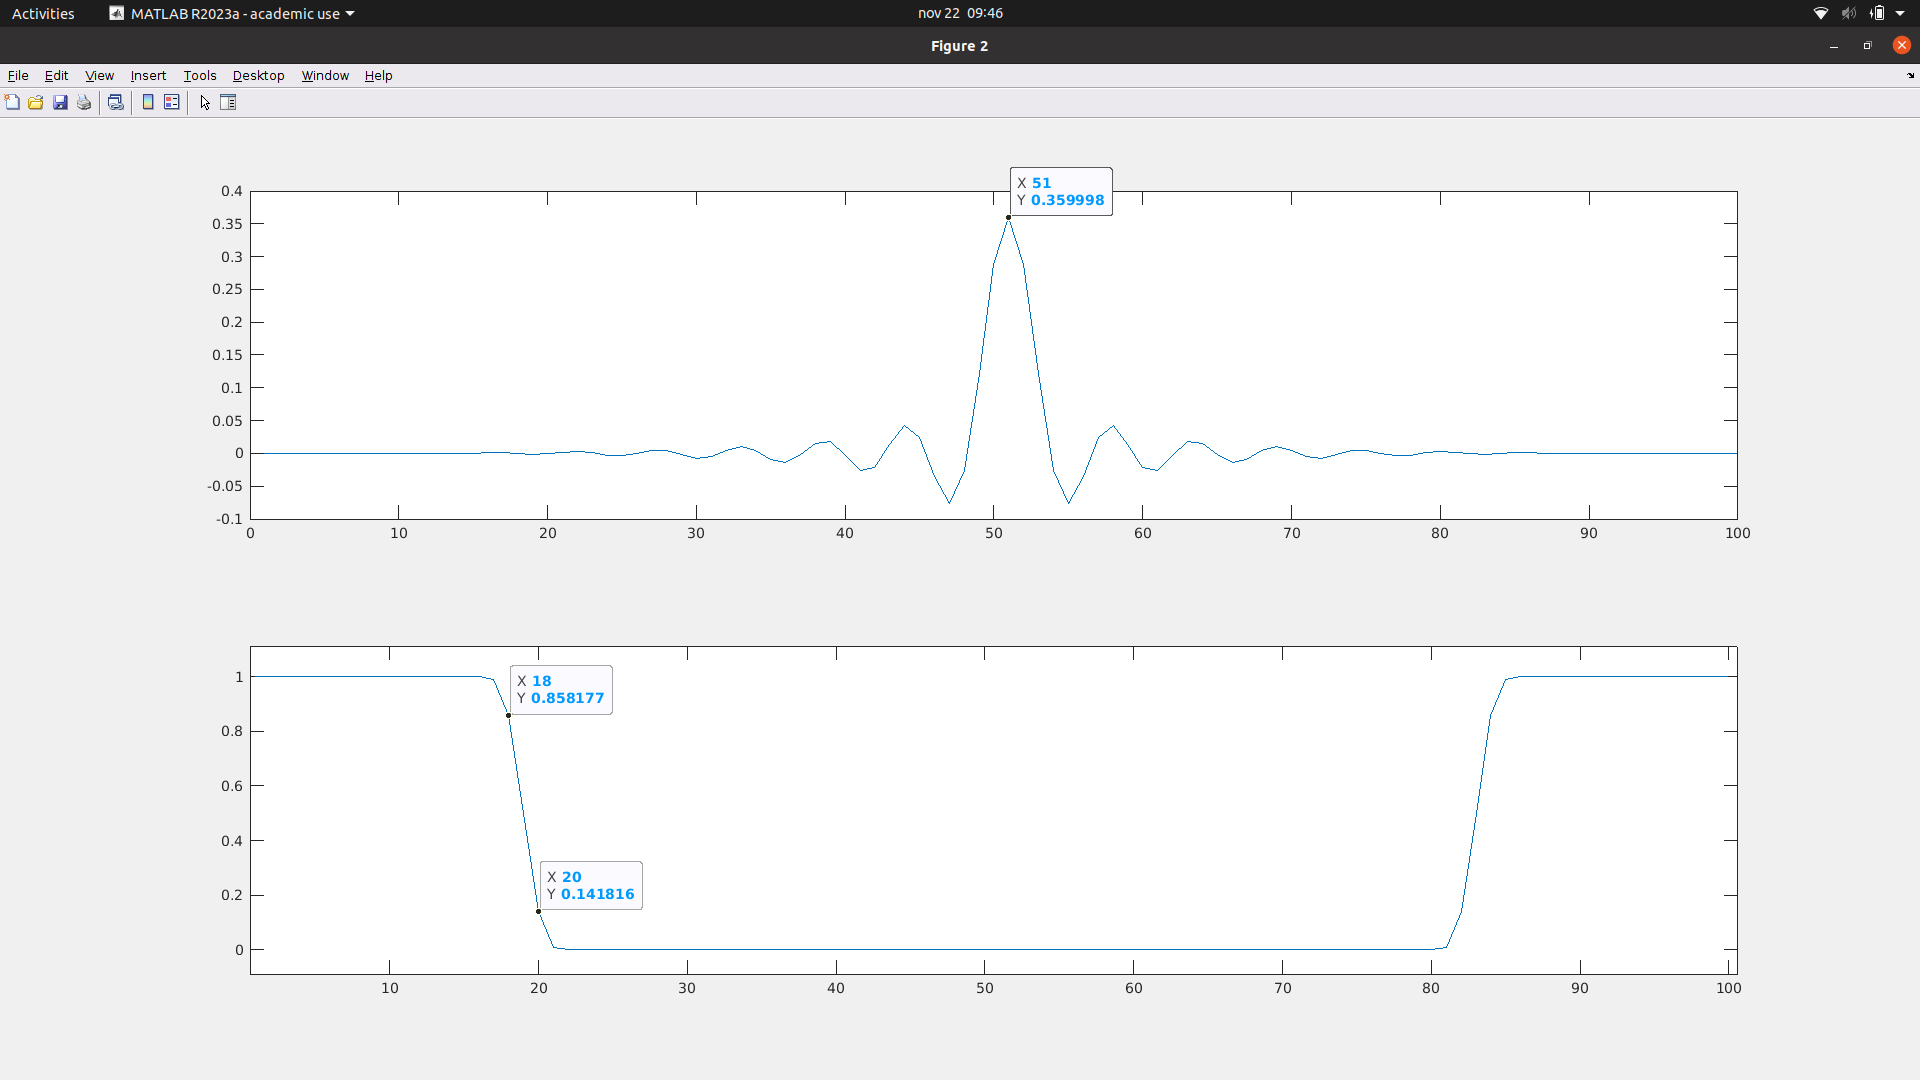 Activities MATLAB R2023a - academic use nov 22 09:46
Figure 2
File Edit View Insert Tools Desktop Window Help
X 51
Y 0.359998
0.4
0.35
0.3
0.25
0.2
0.15
0.1
0.05
0
-0.05
-0.1
0 10 20 30 40 50 60 70 80 90 100
X 18
Y 0.858177
X 20
Y 0.141816
1
0.8
0.6
0.4
0.2
0
10 20 30 40 50 60 70 80 90 100